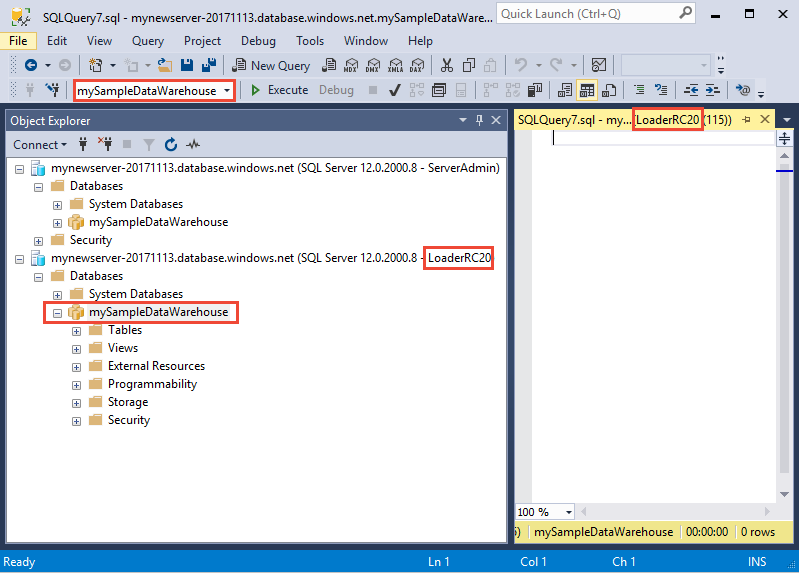 SQLQuery7.sql - mynewserver-20171113.database.windows.net.mySampleDataWare...
Quick Launch (Ctrl+Q)
File Edit View Query Project Debug Tools Window Help
New Query MDX DMX XMLA DAX
mySampleDataWarehouse Execute Debug
Object Explorer
SQLQuery7.sql - my... LoaderRC20 (115))
Connect
mynewserver-20171113.database.windows.net (SQL Server 12.0.2000.8 - ServerAdmin)
Databases
System Databases
mySampleDataWarehouse
Security
mynewserver-20171113.database.windows.net (SQL Server 12.0.2000.8 - LoaderRC20
Databases
System Databases
mySampleDataWarehouse
Tables
Views
External Resources
Programmability
Storage
Security
100 %
mySampleDataWarehouse 00:00:00 0 rows
Ready Ln 1 Col 1 Ch 1 INS